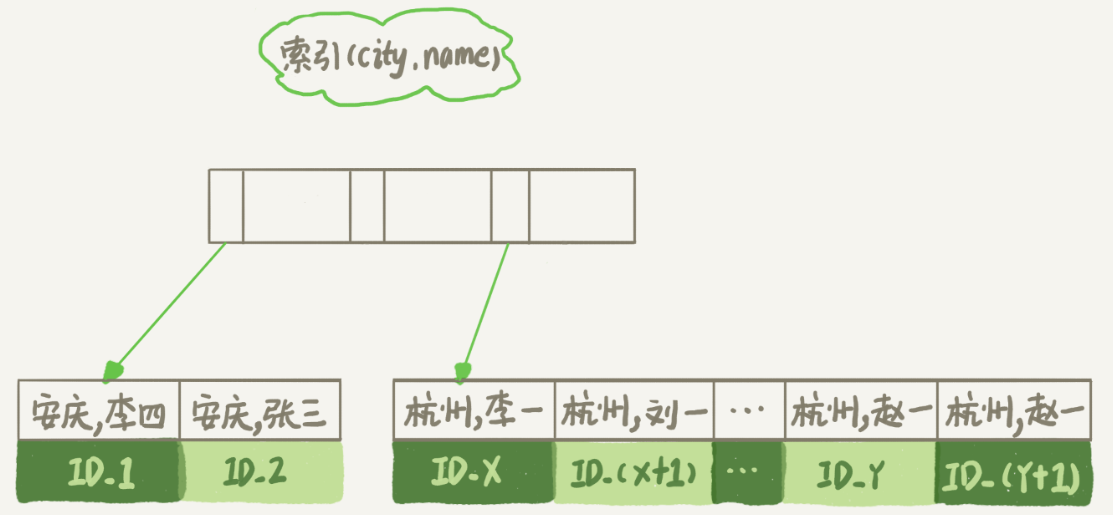 索引(city,name)
安庆,李四 安庆,张三 杭州,李一 杭州,刘一 ... 杭州,赵一 杭州,赵一
ID_1 ID_2 ID_X ID_(X+1) ... ID_Y ID_(Y+1)